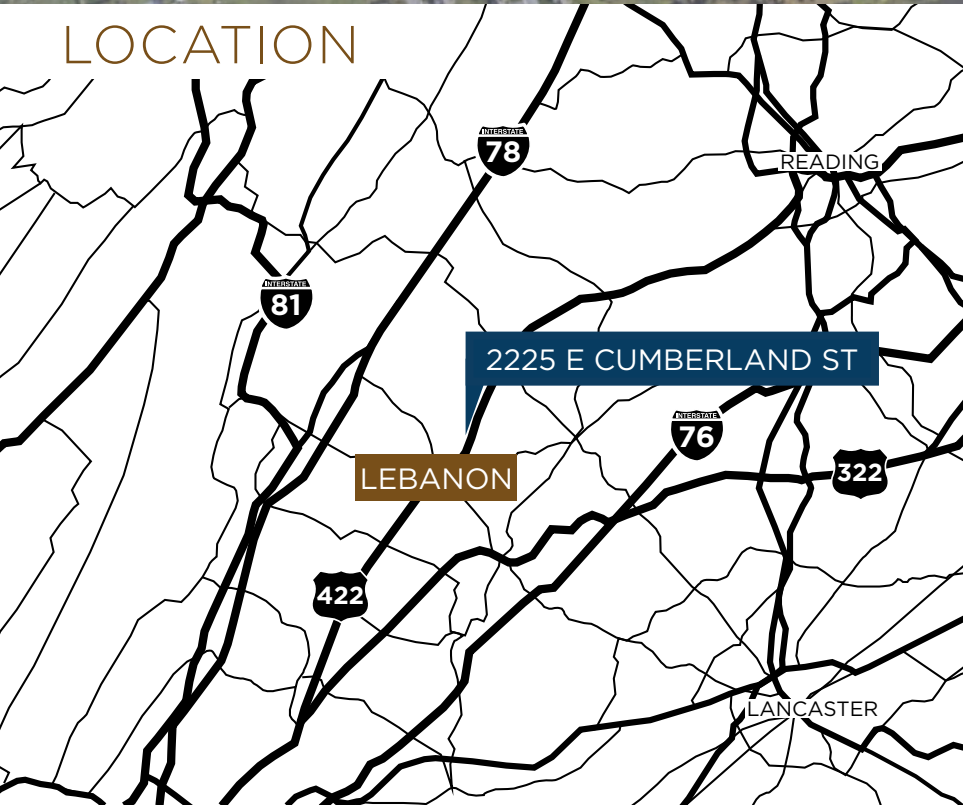 LOCATION
INTERSTATE
78
READING
INTERSTATE
81
2225 E CUMBERLAND ST
INTERSTATE
76
LEBANON
322
422
LANCASTER